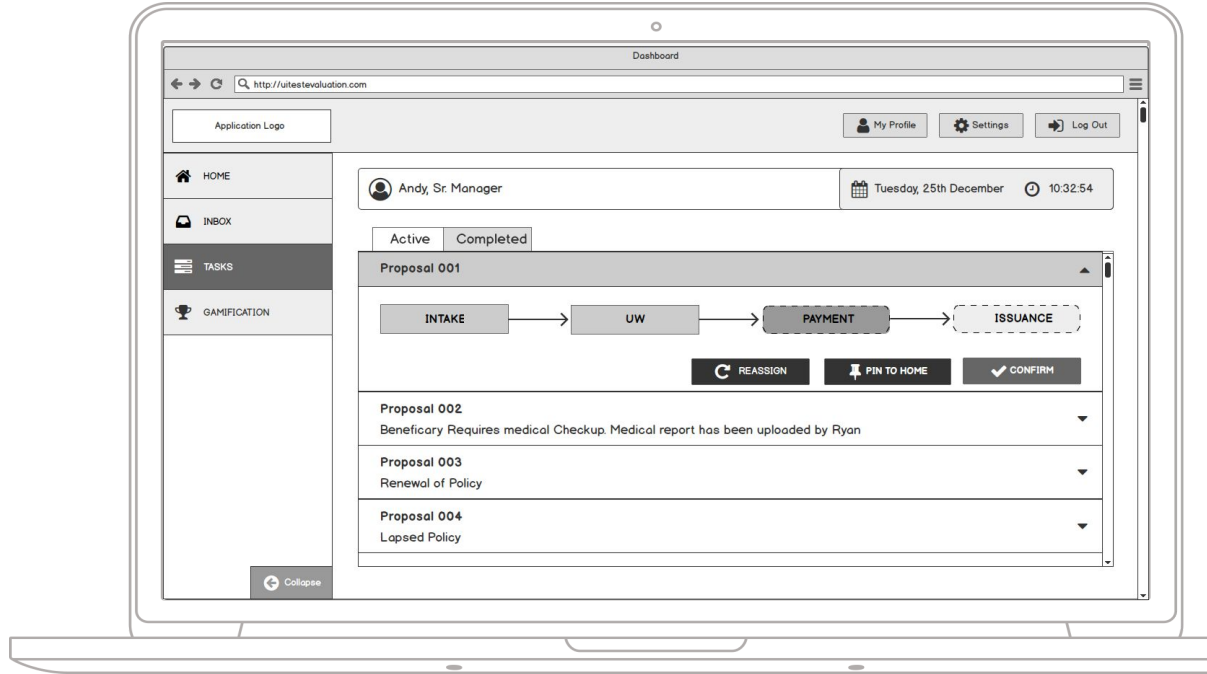 Dashboard
http://uitestevaluation.com
Application Logo
My Profile
Settings
Log Out
HOME
INBOX
TASKS
GAMIFICATION
Collapse
Andy, Sr. Manager
Tuesday, 25th December
10:32:54
Active
Completed
Proposal 001
INTAKE
UW
PAYMENT
ISSUANCE
REASSIGN
PIN TO HOME
CONFIRM
Proposal 002
Beneficary Requires medical Checkup. Medical report has been uploaded by Ryan
Proposal 003
Renewal of Policy
Proposal 004
Lapsed Policy